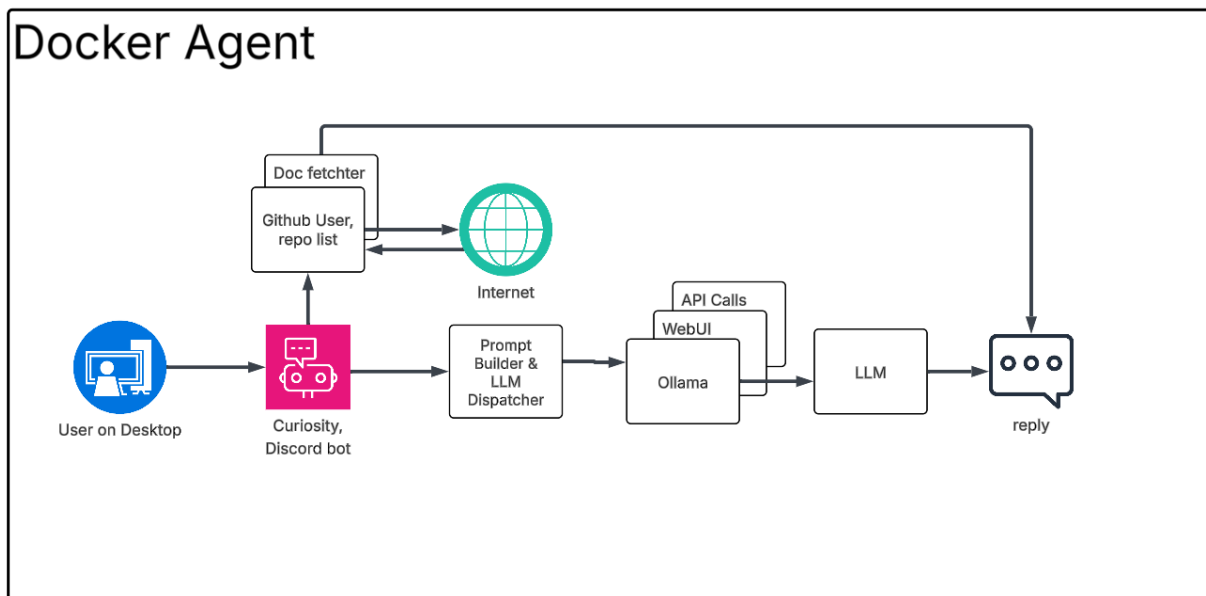 Docker Agent
Doc fetchter
Github User,
repo list
Internet
API Calls
WebUI
Ollama
Prompt
Builder &
LLM
Dispatcher
LLM
User on Desktop
Curiosity,
Discord bot
reply